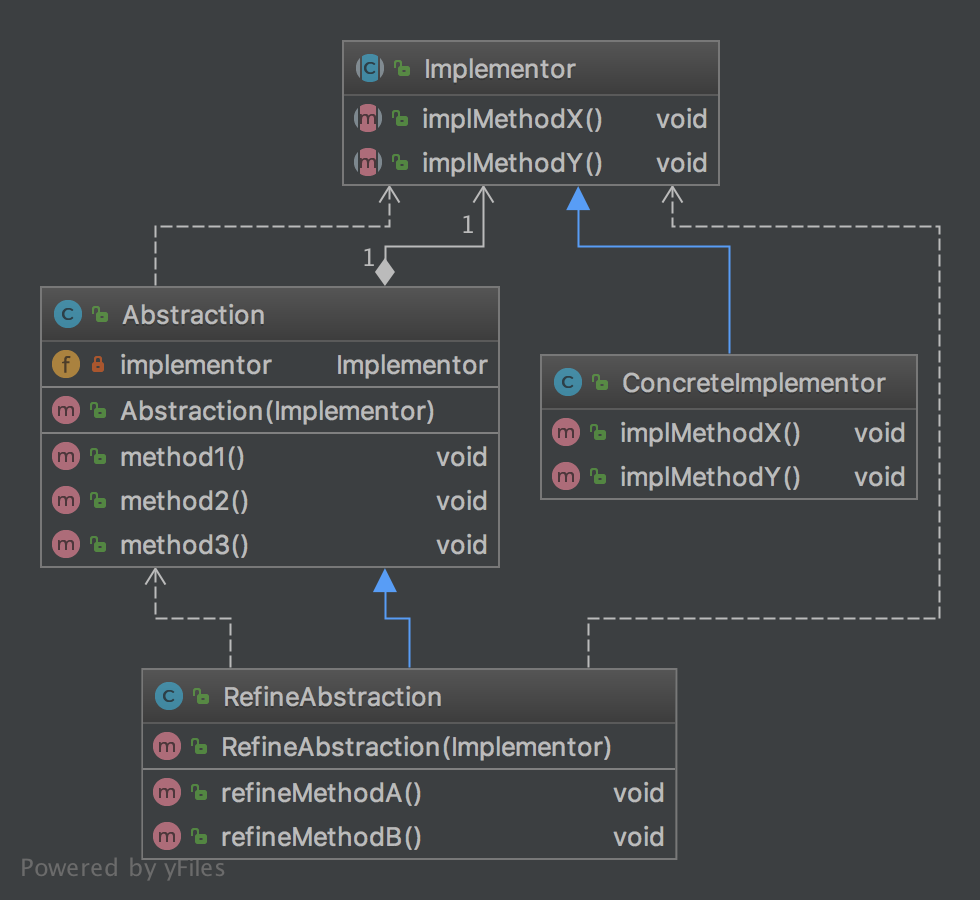 Implementor
implMethodX() void
implMethodY() void
1
1
Abstraction
implementor Implementor
Abstraction(Implementor)
method1() void
method2() void
method3() void
ConcreteImplementor
implMethodX() void
implMethodY() void
RefineAbstraction
RefineAbstraction(Implementor)
refineMethodA() void
refineMethodB() void
Powered by yFiles